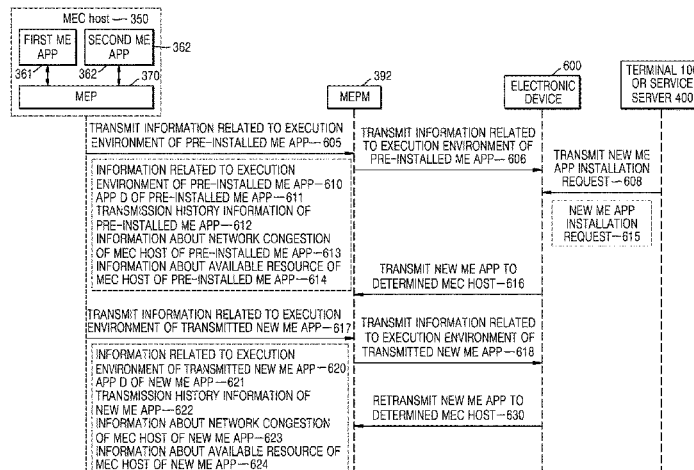 MEC host 350
FIRST ME
APP
SECOND ME
APP
362
361
362
370
MEP
392
MEPM
600
ELECTRONIC
DEVICE
TERMINAL 10
OR SERVICE
SERVER 400
TRANSMIT INFORMATION RELATED TO EXECUTION
ENVIRONMENT OF PRE-INSTALLED ME APP—605
TRANSMIT INFORMATION RELATED
TO EXECUTION ENVIRONMENT OF
PRE-INSTALLED ME APP—606
TRANSMIT NEW ME
APP INSTALLATION
REQUEST—608
NEW ME APP
INSTALLATION
REQUEST—615
INFORMATION RELATED TO EXECUTION
ENVIRONMENT OF PRE-INSTALLED ME APP—610
APP D OF PRE-INSTALLED ME APP—611
TRANSMISSION HISTORY INFORMATION OF
PRE-INSTALLED ME APP—612
INFORMATION ABOUT NETWORK CONGESTION
OF MEC HOST OF PRE-INSTALLED ME APP—613
INFORMATION ABOUT AVAILABLE RESOURCE OF
MEC HOST OF PRE-INSTALLED ME APP—614
TRANSMIT NEW ME APP TO
DETERMINED MEC HOST—616
TRANSMIT INFORMATION RELATED TO EXECUTION
ENVIRONMENT OF TRANSMITTED NEW ME APP—617
TRANSMIT INFORMATION RELATED
TO EXECUTION ENVIRONMENT OF
TRANSMITTED NEW ME APP—618
INFORMATION RELATED TO EXECUTION
ENVIRONMENT OF TRANSMITTED NEW ME APP—620
APP D OF NEW ME APP—621
TRANSMISSION HISTORY INFORMATION OF
NEW ME APP—622
INFORMATION ABOUT NETWORK CONGESTION
OF MEC HOST OF NEW ME APP—623
INFORMATION ABOUT AVAILABLE RESOURCE OF
MEC HOST OF NEW ME APP—624
RETRANSMIT NEW ME APP TO
DETERMINED MEC HOST—630